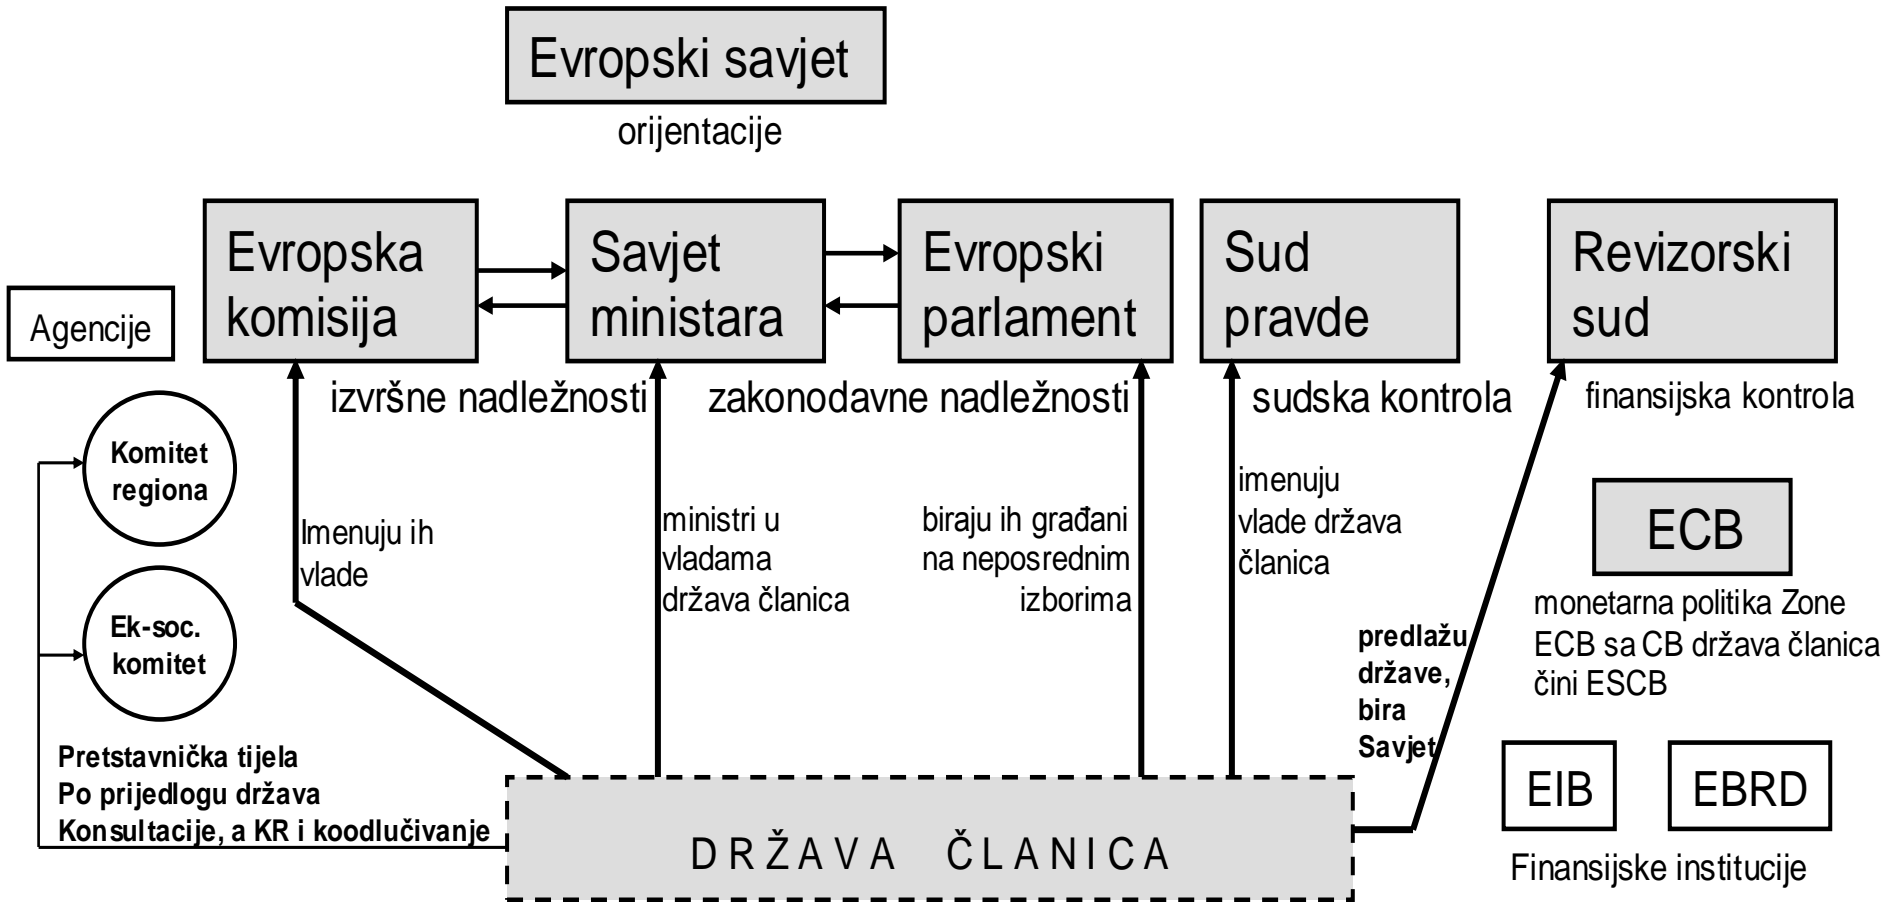 Evropski savjet
orijentacije
Evropska
komisija
Savjet
ministara
Evropski
parlament
Sud
pravde
Revizorski
sud
Agencije
izvršne nadležnosti
zakonodavne nadležnosti
sudska kontrola
finansijska kontrola
Komitet
regiona
Ek-soc.
komitet
Imenuju ih
vlade
ministri u
vladama
država članica
biraju ih građani
na neposrednim
izborima
imenuju
vlade država
članica
predlažu
države,
bira
Savjet
ECB
monetarna politika Zone
ECB sa CB država članica
čini ESCB
Pretstavnička tijela
Po prijedlogu država
Konsultacije, a KR i koodlučivanje
DRŽAVA ČLANICA
EIB
EBRD
Finansijske institucije